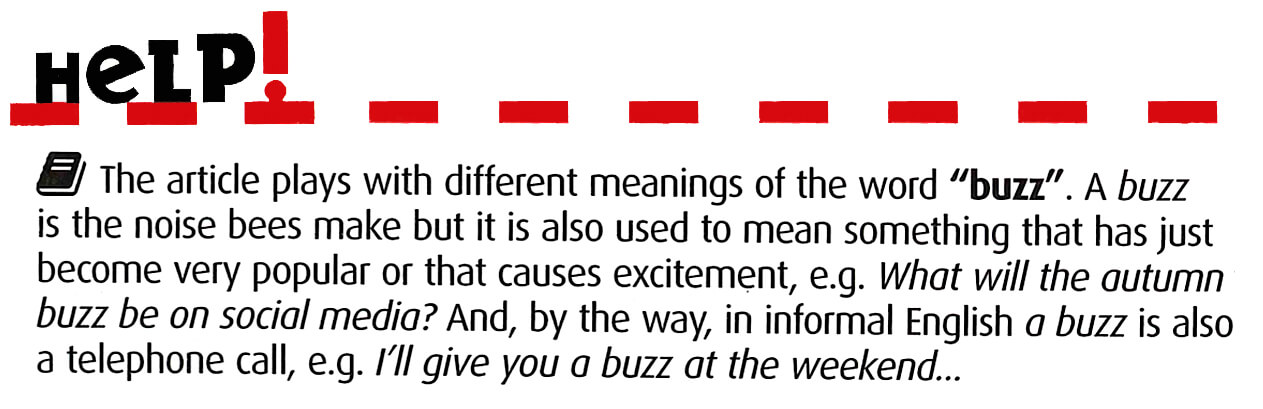 HeLP!
The article plays with different meanings of the word “buzz”. A buzz
is the noise bees make but it is also used to mean something that has just
become very popular or that causes excitement, e.g. What will the autumn
buzz be on social media? And, by the way, in informal English a buzz is also
a telephone call, e.g. I’ll give you a buzz at the weekend...